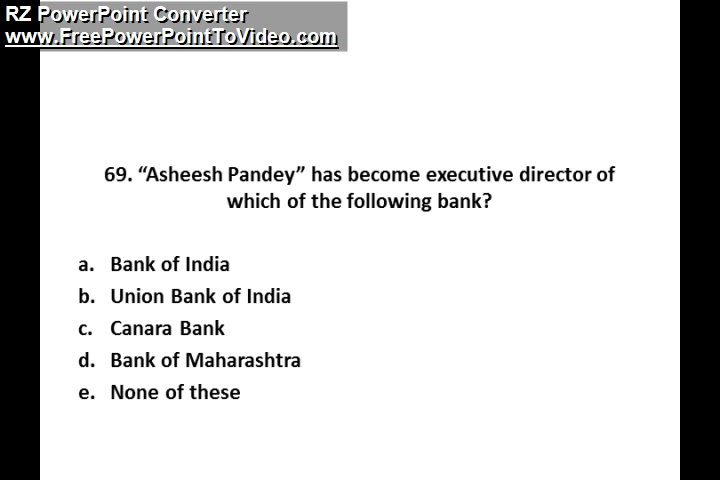 RZ PowerPoint Converter
www.FreePowerPointToVideo.com
69. “Asheesh Pandey” has become executive director of
which of the following bank?
a. Bank of India
b. Union Bank of India
c. Canara Bank
d. Bank of Maharashtra
e. None of these